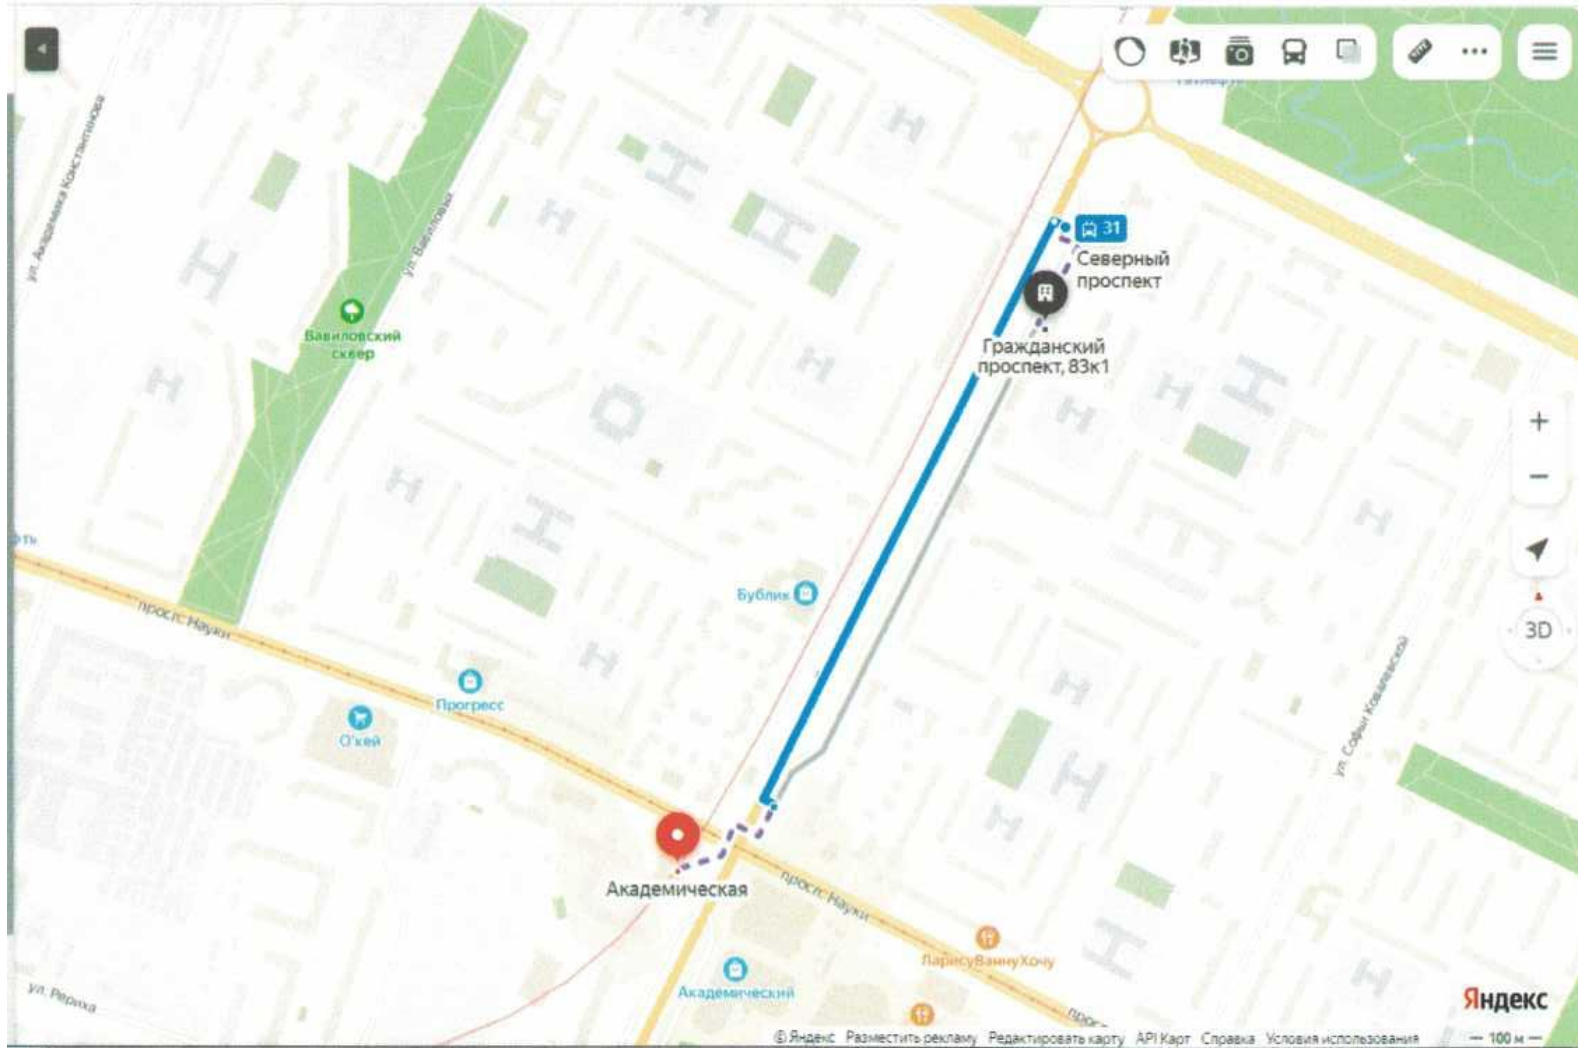 ул. Академика Константинова
ул. Вавиловых
31
Северный
проспект
Вавиловский
сквер
Гражданский
проспект, 83к1
Бублик
просп. Науки
Прогресс
О'кей
3D
ул. Софьи Ковалевской
Академическая
просп. Науки
ЛарисуВаннуХочу
Академический
ул. Рериха
Яндекс
© Яндекс Разместить рекламу Редактировать карту API Карт Справка Условия использования
100 м